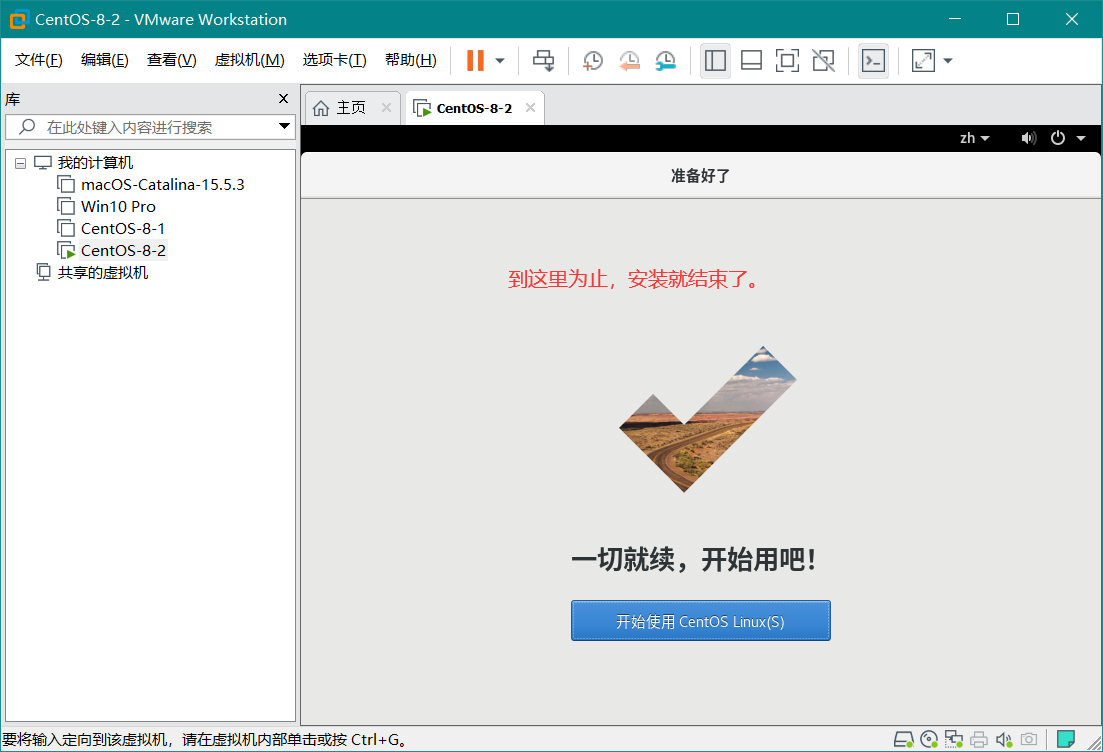 CentOS-8-2 - VMware Workstation
文件(F) 编辑(E) 查看(V) 虚拟机(M) 选项卡(T) 帮助(H)
库
在此处键入内容进行搜索
我的计算机
macOS-Catalina-15.5.3
Win10 Pro
CentOS-8-1
CentOS-8-2
共享的虚拟机
主页 CentOS-8-2
zh
准备好了
到这里为止，安装就结束了。
一切就续，开始用吧！
开始使用 CentOS Linux(S)
要将输入定向到该虚拟机，请在虚拟机内部单击或按 Ctrl+G。